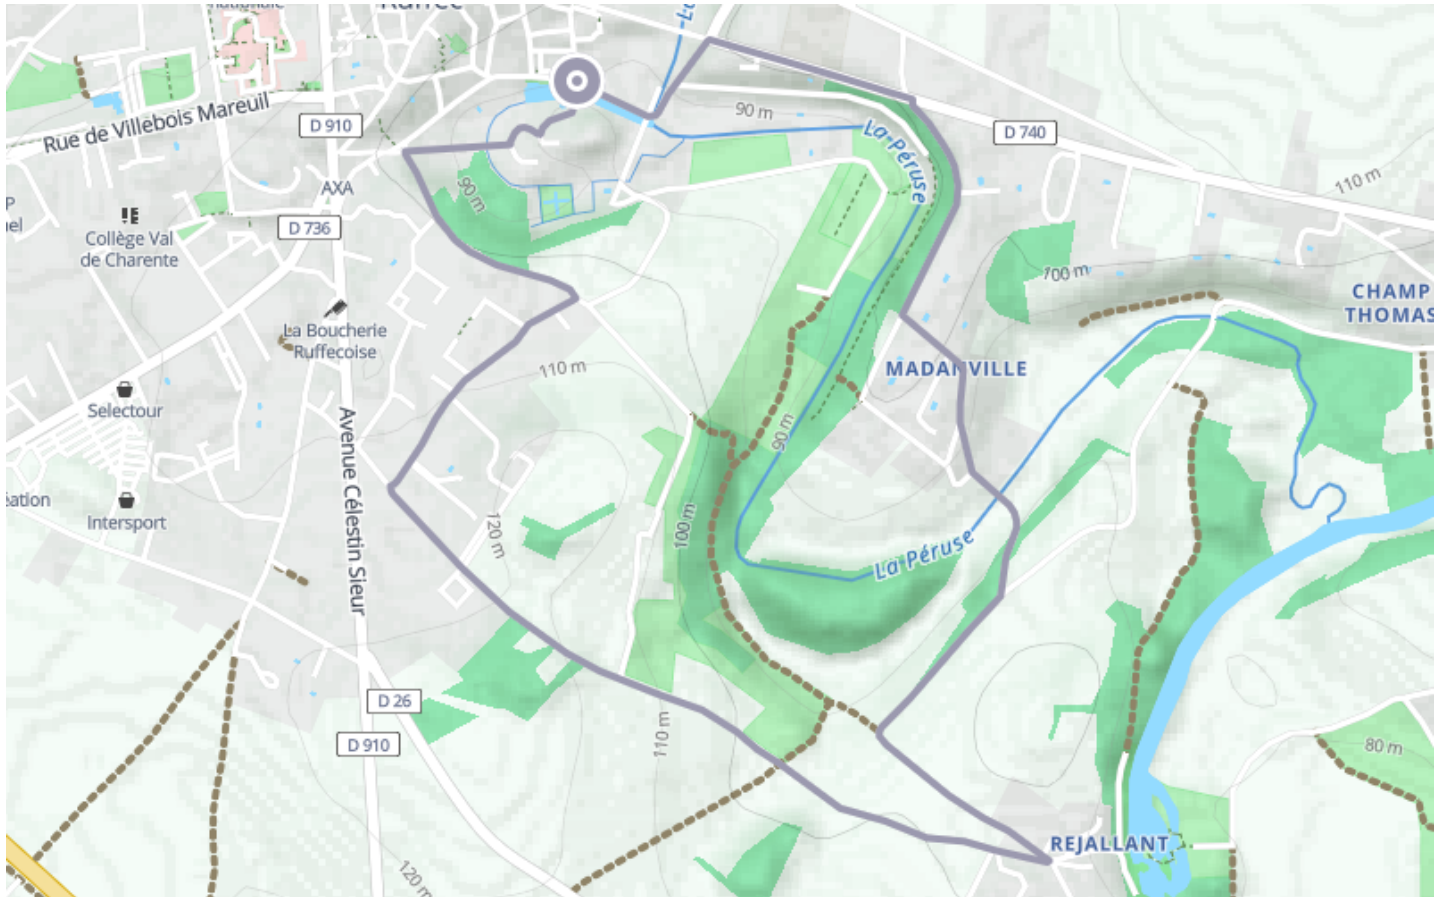 Rue de Villebois Mareuil
D 910
90 m
La Péruse
D 740
110 m
AXA
90 m
D 736
Collège Val
de Charente
100 m
CHAMP
THOMAS
La Boucherie
Ruffecoise
110 m
MADANVILLE
Selectour
90 m
Avenue Célestin Sieur
Intersport
120 m
100 m
La Péruse
D 26
D 910
110 m
80 m
REJALLANT
120 m